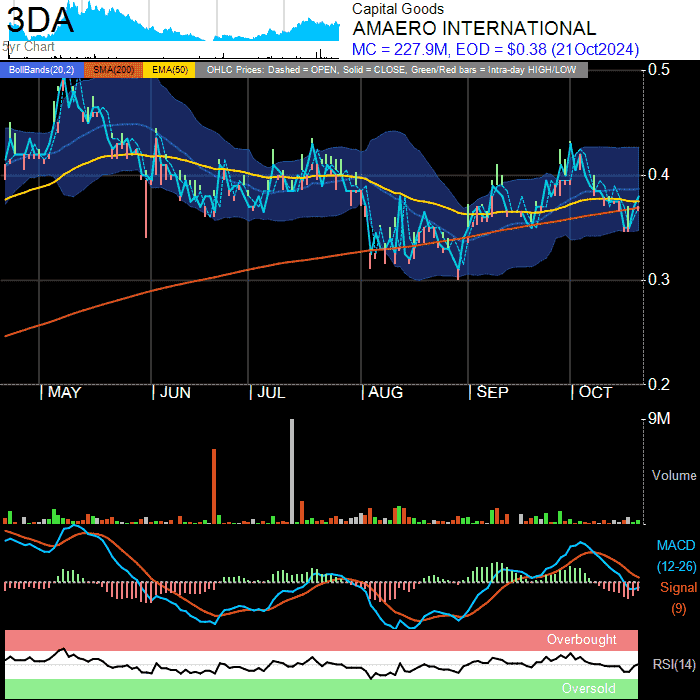 3DA
5yr Chart
Capital Goods
AMAERO INTERNATIONAL
MC = 227.9M, EOD = $0.38 (21Oct2024)
BollBands(20,2) SMA(200) EMA(50) OHLC Prices: Dashed = OPEN, Solid = CLOSE, Green/Red bars = Intra-day HIGH/LOW
0.5
0.4
0.3
0.2
MAY JUN JUL AUG SEP OCT
9M
Volume
MACD
(12-26)
Signal
(9)
Overbought
RSI(14)
Oversold